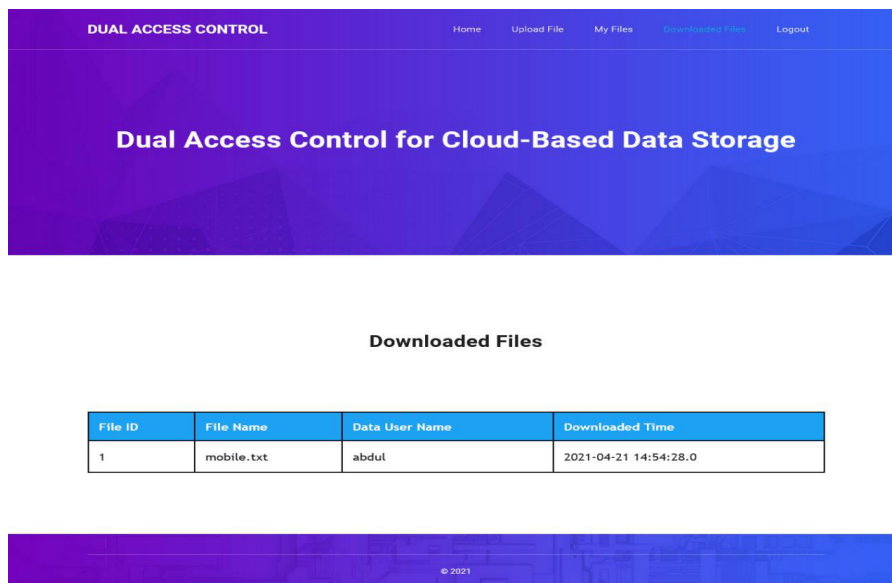 DUAL ACCESS CONTROL Home Upload File My Files Downloaded Files Logout
Dual Access Control for Cloud-Based Data Storage
Downloaded Files
File ID File Name Data User Name Downloaded Time
1 mobile.txt abdul 2021-04-21 14:54:28.0
© 2021